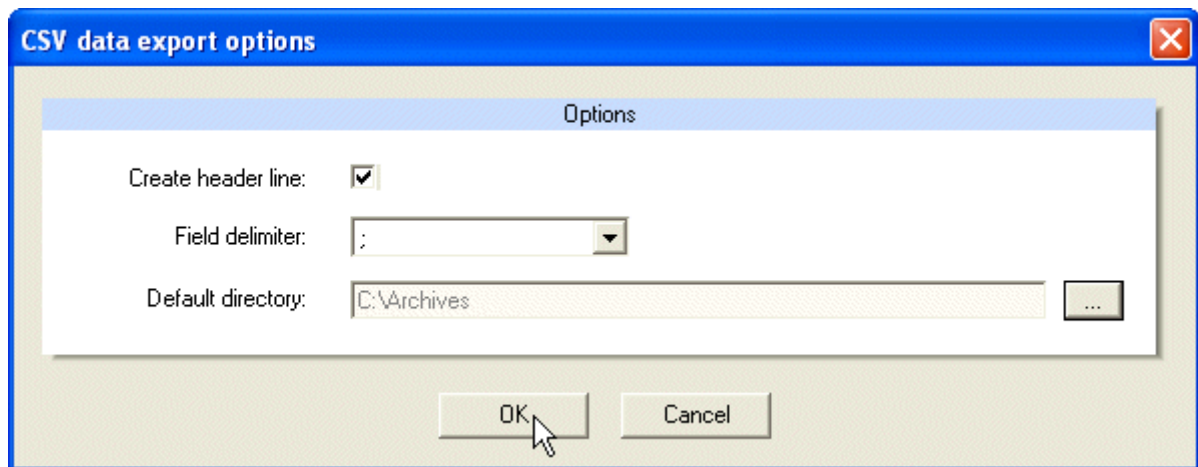 CSV data export options
Options
Create header line:
Field delimiter: ;
Default directory: C:\Archives ...
OK Cancel